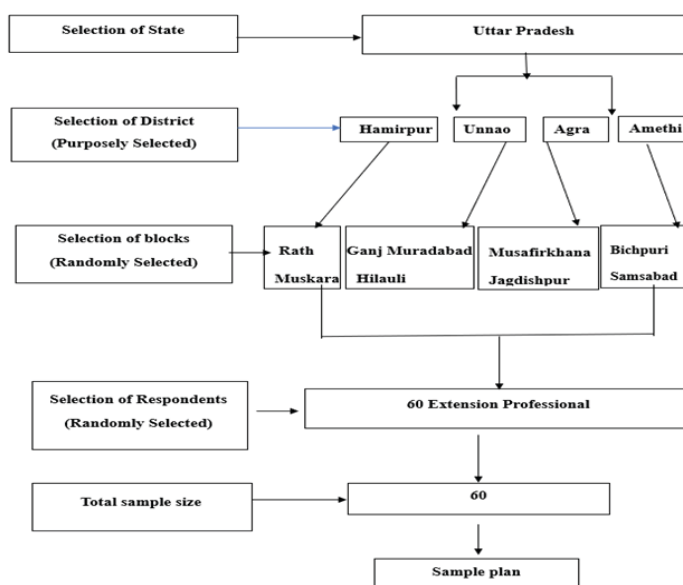 Selection of State
Uttar Pradesh
Selection of District
(Purposely Selected)
Hamirpur
Unnao
Agra
Amethi
Selection of blocks
(Randomly Selected)
Rath
Muskara
Ganj Muradabad
Hilauli
Musafirkhana
Jagdishpur
Bichpuri
Samsabad
Selection of Respondents
(Randomly Selected)
60 Extension Professional
Total sample size
60
Sample plan